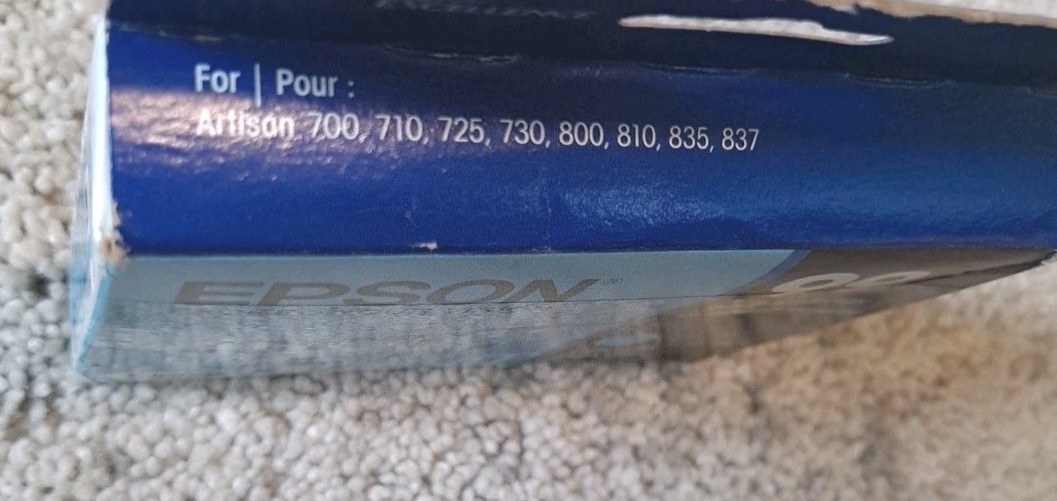 For | Pour :
Artisan 700, 710, 725, 730, 800, 810, 835, 837
EPSON®